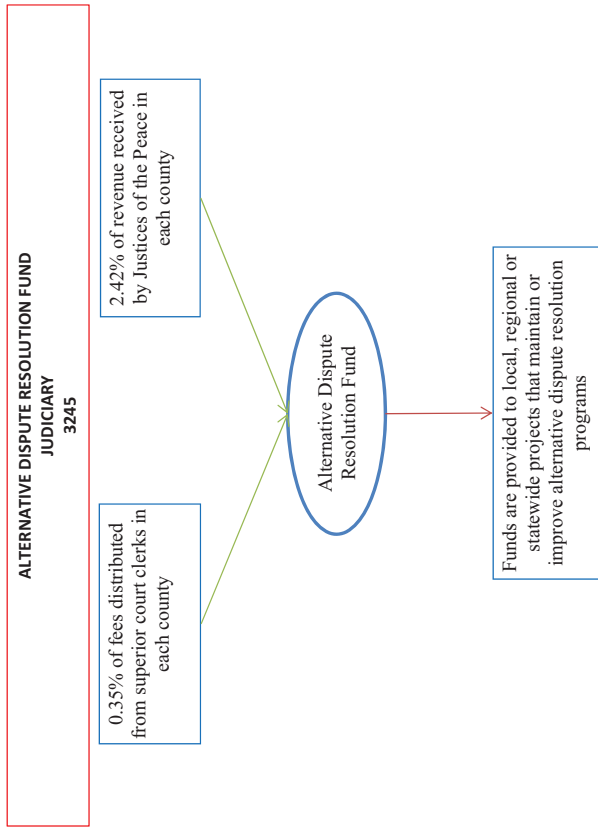 ALTERNATIVE DISPUTE RESOLUTION FUND
JUDICIARY
3245
0.35% of fees distributed
from superior court clerks in
each county
2.42% of revenue received
by Justices of the Peace in
each county
Alternative Dispute
Resolution Fund
Funds are provided to local, regional or
statewide projects that maintain or
improve alternative dispute resolution
programs